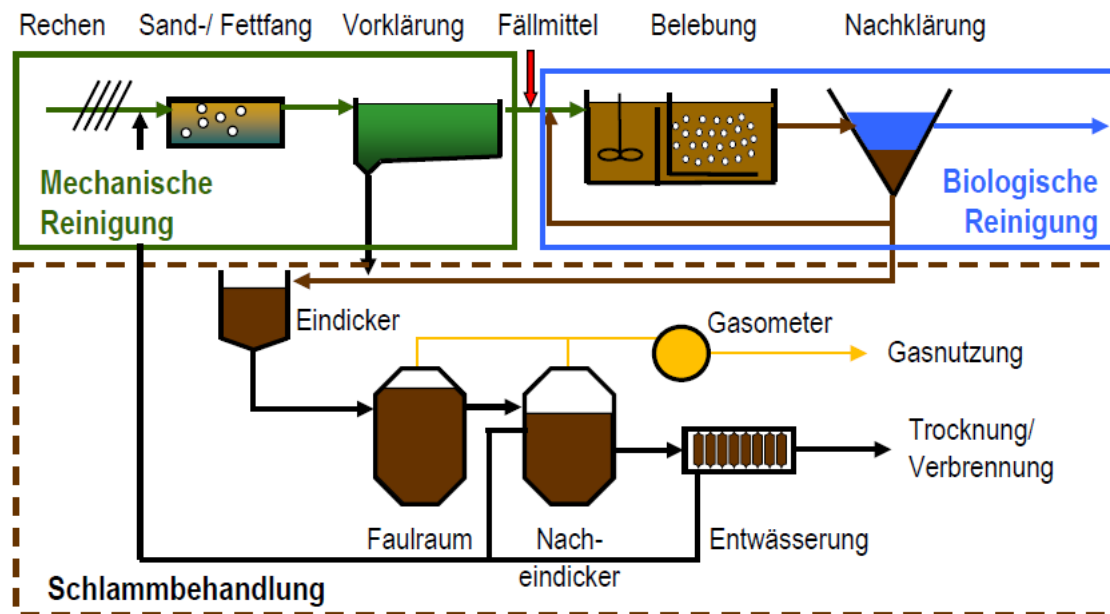 Rechen Sand-/ Fettfang Vorklärung Fällmittel Belebung Nachklärung
Mechanische
Reinigung
Biologische
Reinigung
Eindicker
Gasometer
Gasnutzung
Trocknung/
Verbrennung
Faulraum
Nach-
eindicker
Entwässerung
Schlammbehandlung